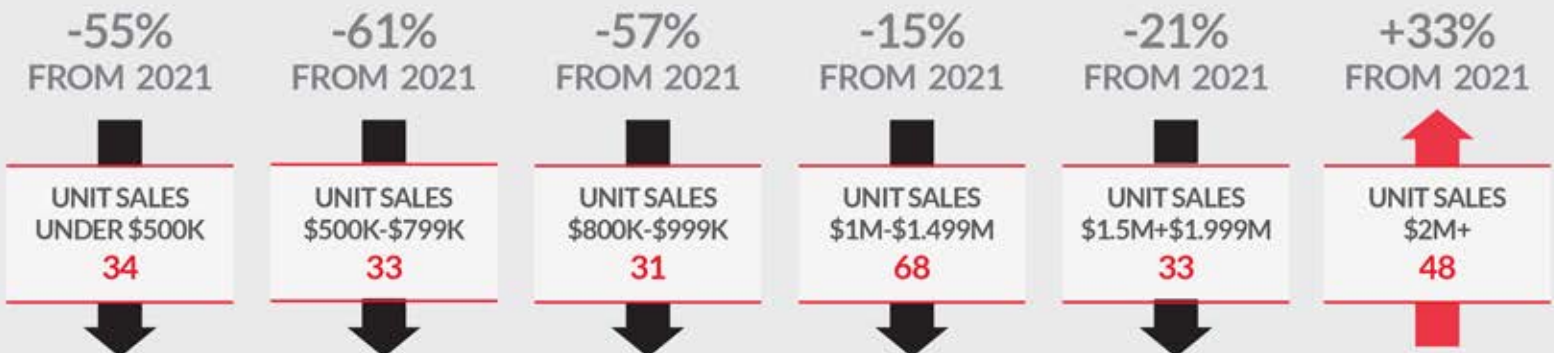 -55%
FROM 2021
UNIT SALES
UNDER $500K
34
-61%
FROM 2021
UNIT SALES
$500K-$799K
33
-57%
FROM 2021
UNIT SALES
$800K-$999K
31
-15%
FROM 2021
UNIT SALES
$1M-$1.499M
68
-21%
FROM 2021
UNIT SALES
$1.5M+$1.999M
33
+33%
FROM 2021
UNIT SALES
$2M+
48